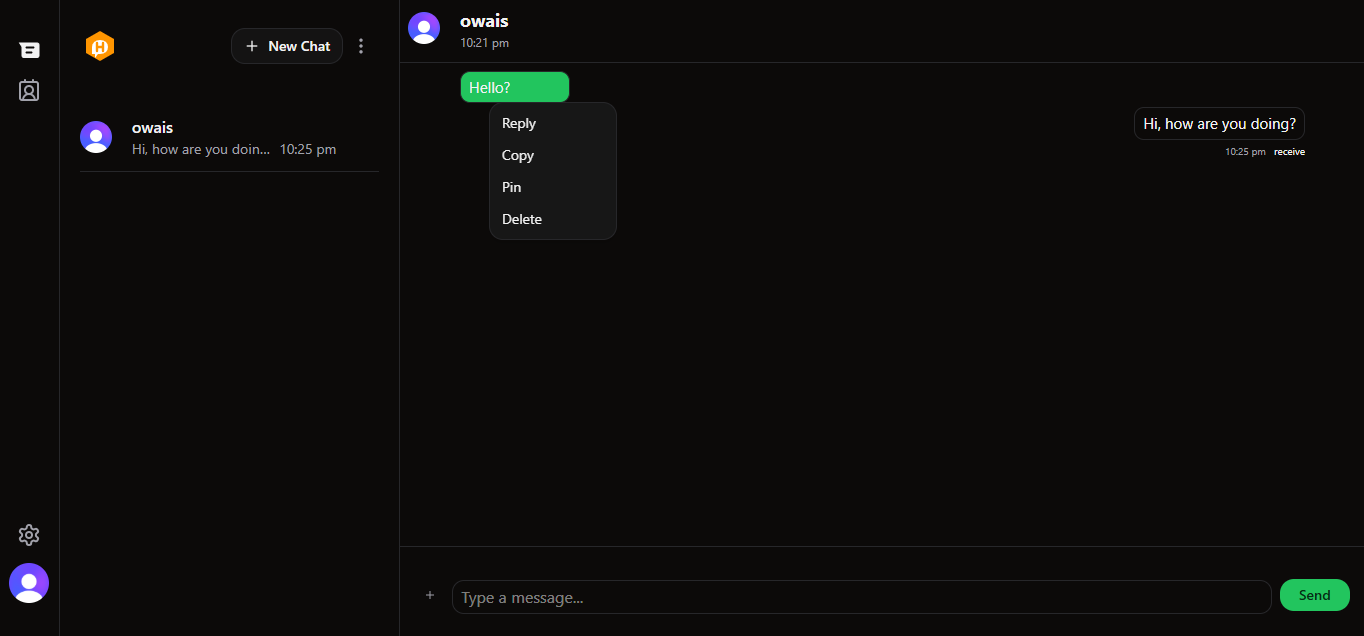 H
New Chat
owais
Hi, how are you doin... 10:25 pm
owais
10:21 pm
Hello?
Reply
Copy
Pin
Delete
Hi, how are you doing?
10:25 pm receive
Type a message...
Send